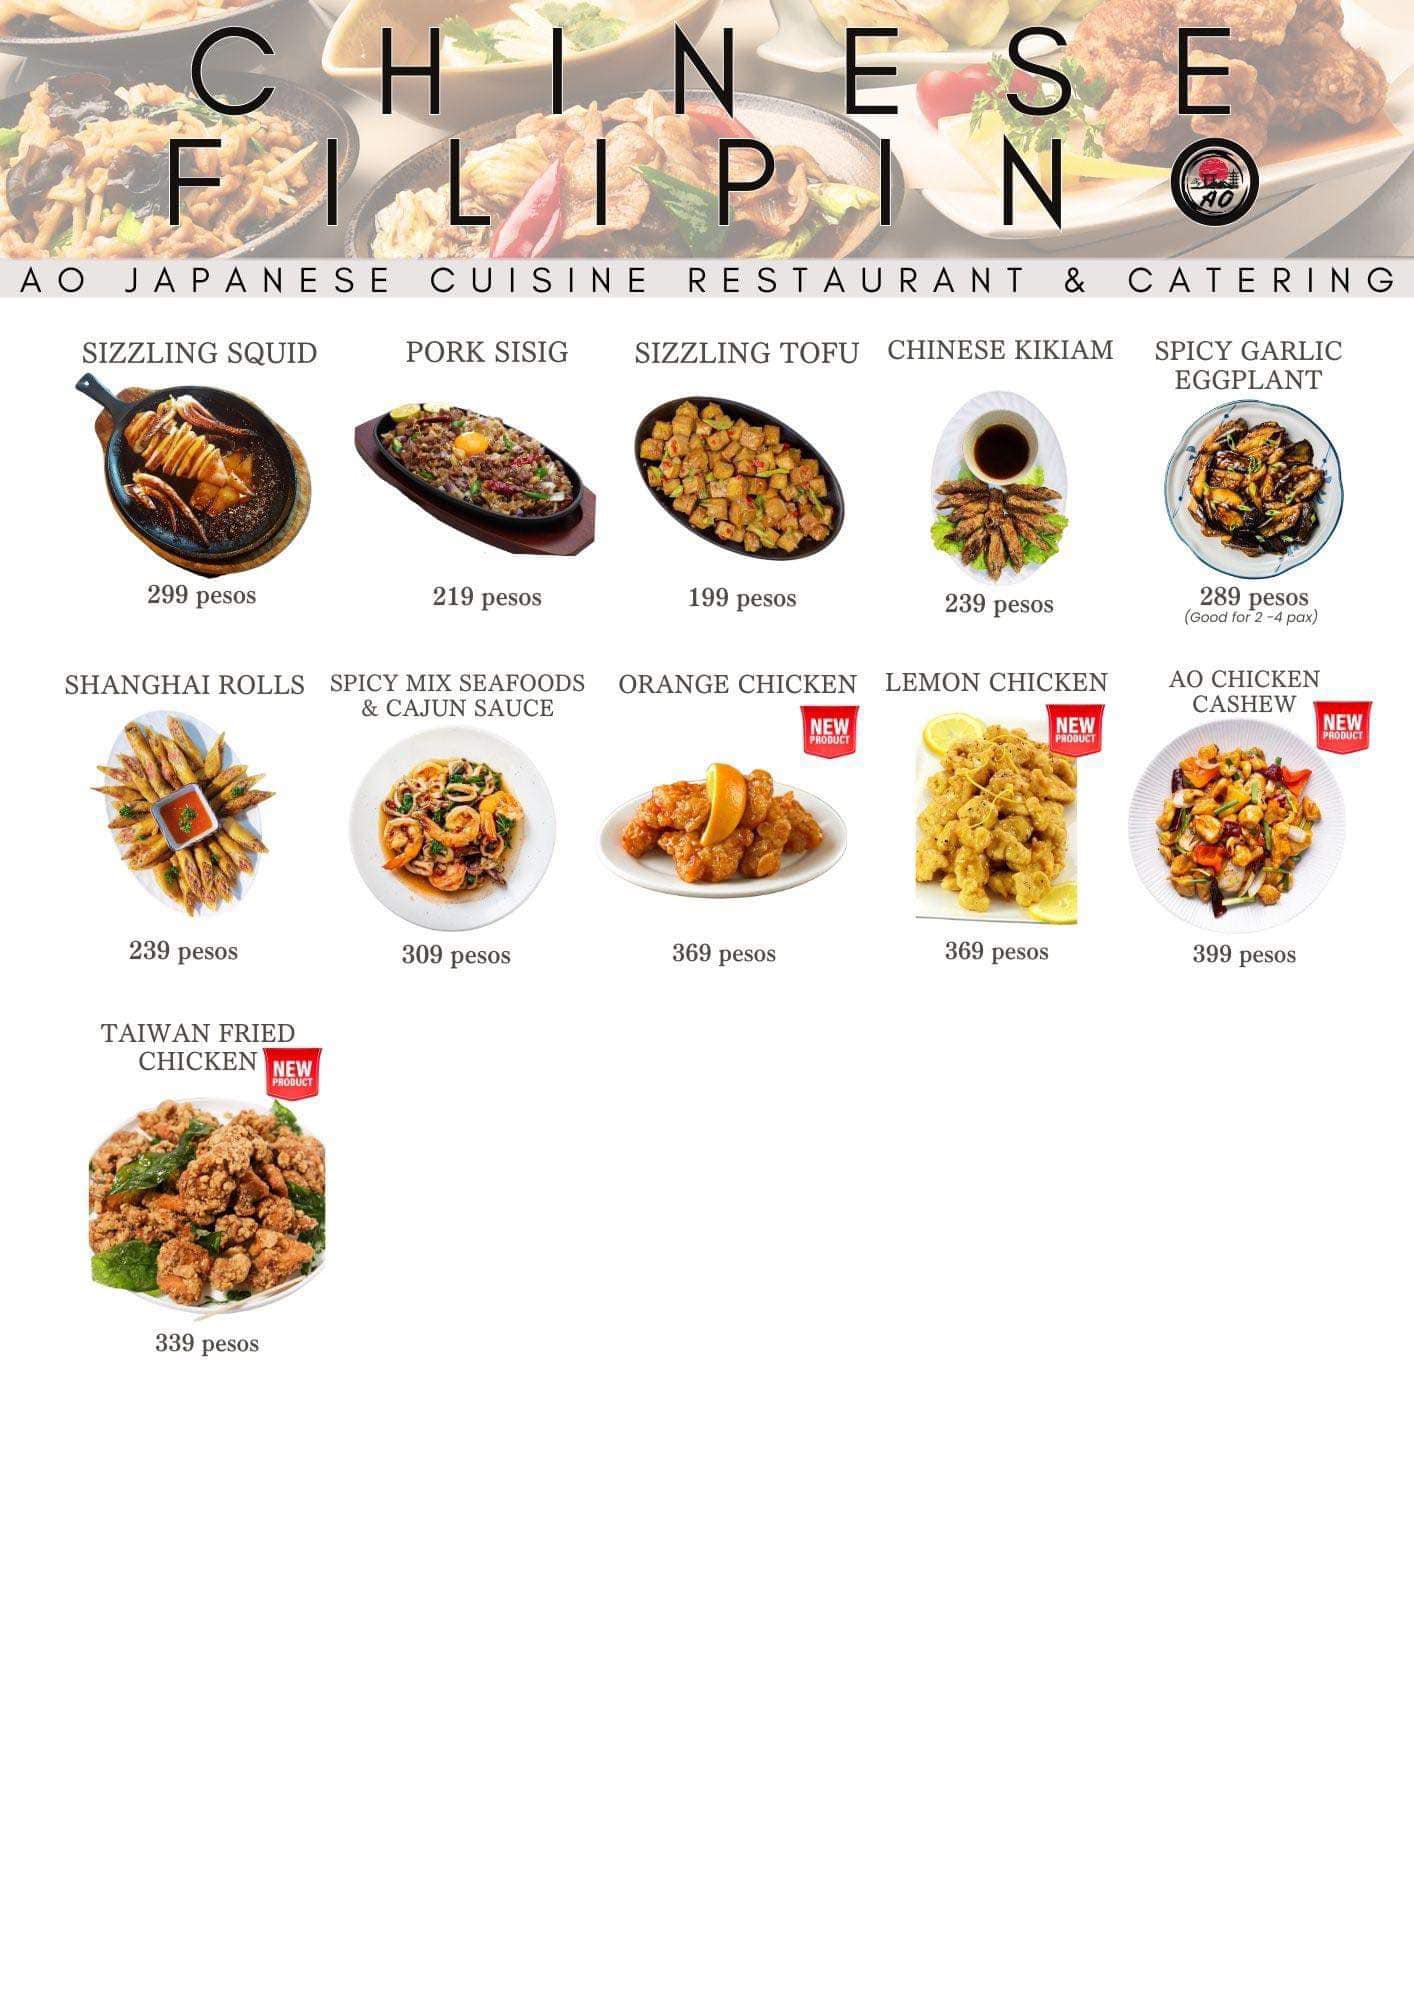 CHINESE
FILIPINO
AO
AO JAPANESE CUISINE RESTAURANT & CATERING
SIZZLING SQUID
299 pesos
PORK SISIG
219 pesos
SIZZLING TOFU
199 pesos
CHINESE KIKIAM
239 pesos
SPICY GARLIC
EGGPLANT
289 pesos
(Good for 2 -4 pax)
SHANGHAI ROLLS
239 pesos
SPICY MIX SEAFOODS
& CAJUN SAUCE
309 pesos
ORANGE CHICKEN
NEW
PRODUCT
369 pesos
LEMON CHICKEN
NEW
PRODUCT
369 pesos
AO CHICKEN
CASHEW
NEW
PRODUCT
399 pesos
TAIWAN FRIED
CHICKEN
NEW
PRODUCT
339 pesos